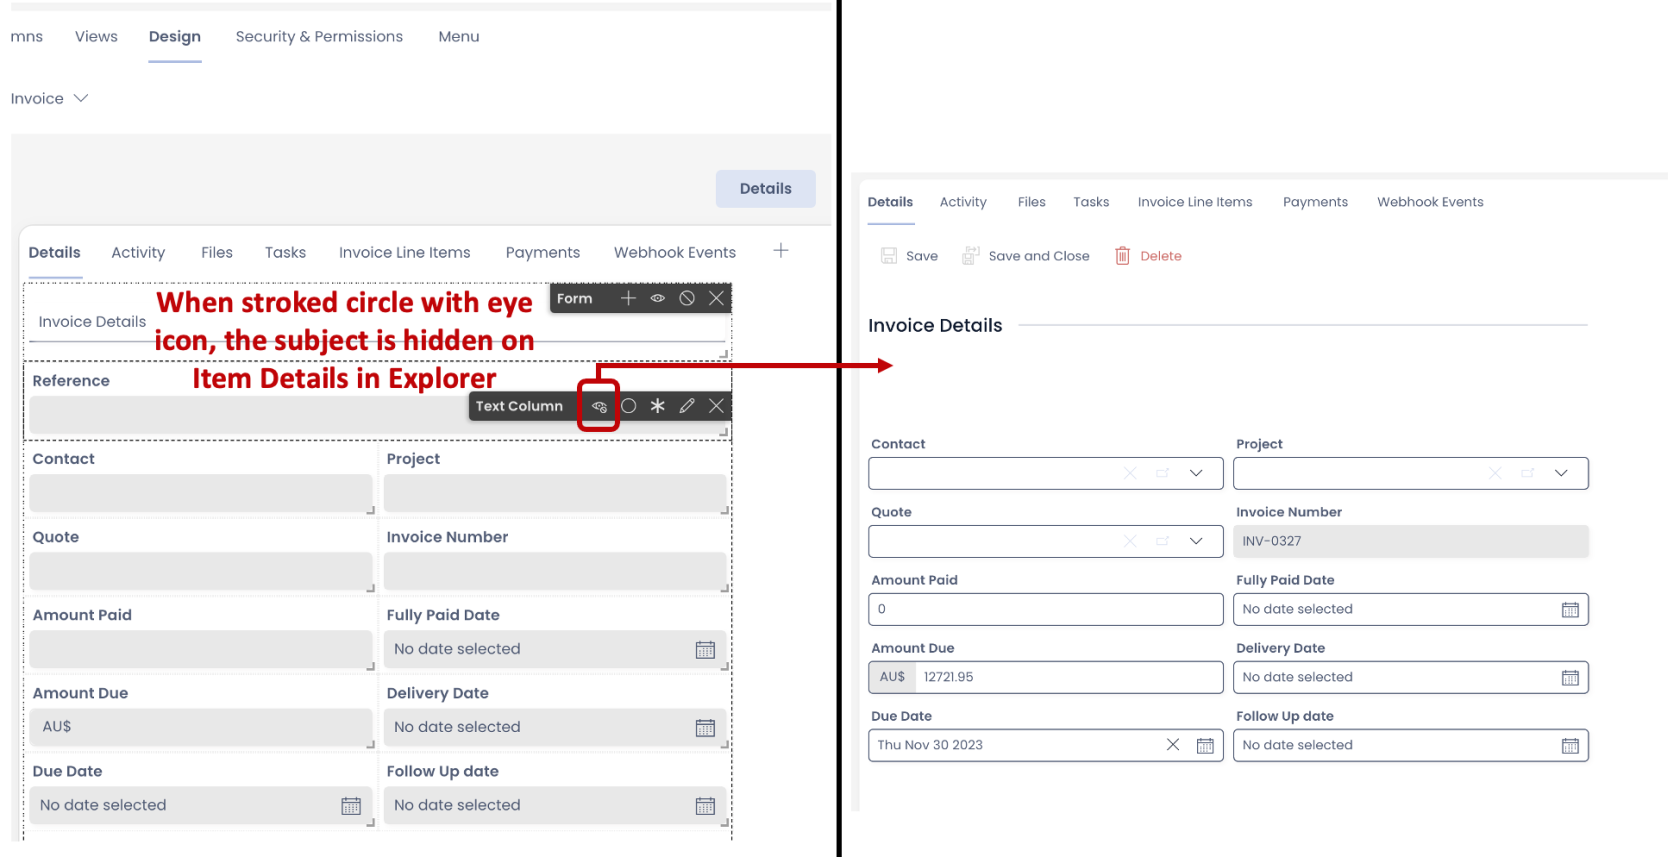 mns Views Design Security & Permissions Menu
Invoice
Details
Details Activity Files Tasks Invoice Line Items Payments Webhook Events
Form
When stroked circle with eye
icon, the subject is hidden on
Item Details in Explorer
Invoice Details
Reference
Text Column
Contact Project
Quote Invoice Number
Amount Paid Fully Paid Date
No date selected
Amount Due Delivery Date
AU$ No date selected
Due Date Follow Up date
No date selected No date selected
Details Activity Files Tasks Invoice Line Items Payments Webhook Events
Save Save and Close Delete
Invoice Details
Contact Project
Quote Invoice Number
INV-0327
Amount Paid Fully Paid Date
0 No date selected
Amount Due Delivery Date
AU$ 12721.95 No date selected
Due Date Follow Up date
Thu Nov 30 2023 No date selected